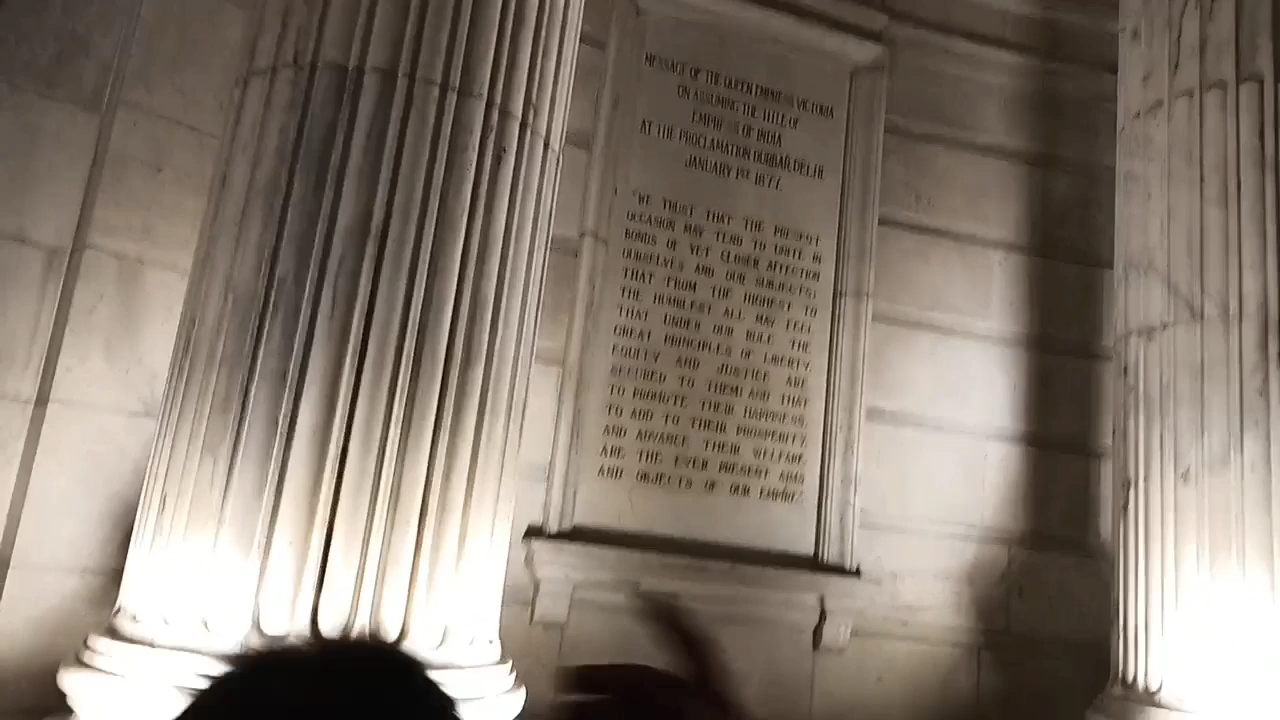 MESSAGE OF THE QUEEN EMPRESS VICTORIA
ON ASSUMING THE TITLE OF
EMPRESS OF INDIA
AT THE PROCLAMATION DURBAR DELHI
JANUARY 1ST 1877.
"WE TRUST THAT THE PRESENT
OCCASION MAY TEND TO UNITE IN
BONDS OF YET CLOSER AFFECTION
OURSELVES AND OUR SUBJECTS;
THAT FROM THE HIGHEST TO
THE HUMBLEST ALL MAY FEEL
THAT UNDER OUR RULE THE
GREAT PRINCIPLES OF LIBERTY,
EQUITY AND JUSTICE ARE
SECURED TO THEM: AND THAT
TO PROMOTE THEIR HAPPINESS,
TO ADD TO THEIR PROSPERITY,
AND ADVANCE THEIR WELFARE,
ARE THE EVER PRESENT AIMS
AND OBJECTS OF OUR EMPIRE."